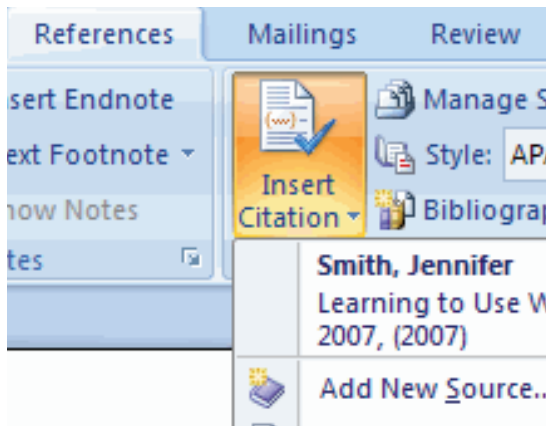 References Mailings Review
sert Endnote
ext Footnote
Insert
Citation
Manage S
Style: AP
Bibliograp
now Notes
tes
Smith, Jennifer
Learning to Use W
2007, (2007)
Add New Source..